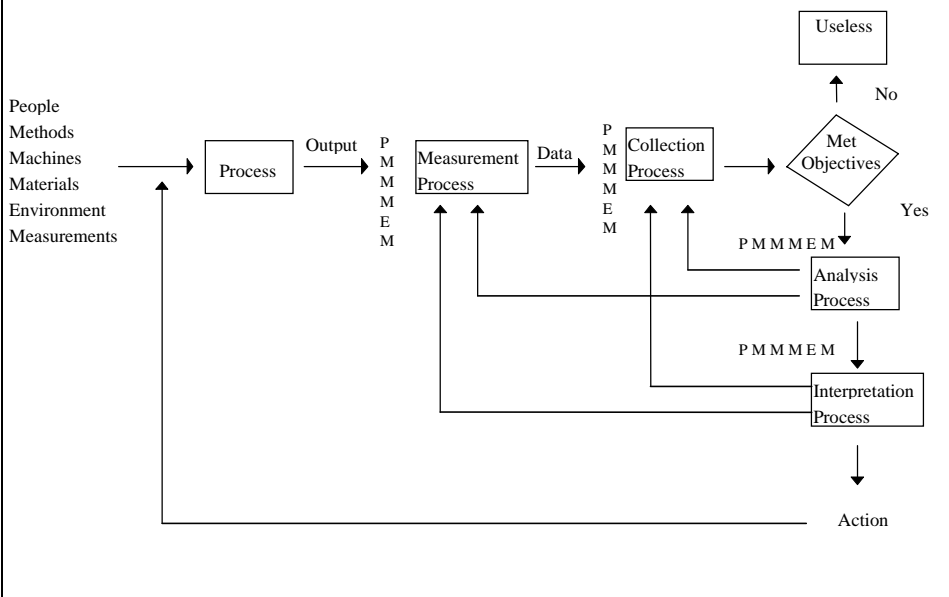 Useless
No
People
Methods
Machines
Materials
Environment
Measurements
Process
Output
P
M
M
M
E
M
Measurement
Process
Data
P
M
M
M
E
M
Collection
Process
Met
Objectives
Yes
P M M M E M
Analysis
Process
P M M M E M
Interpretation
Process
Action